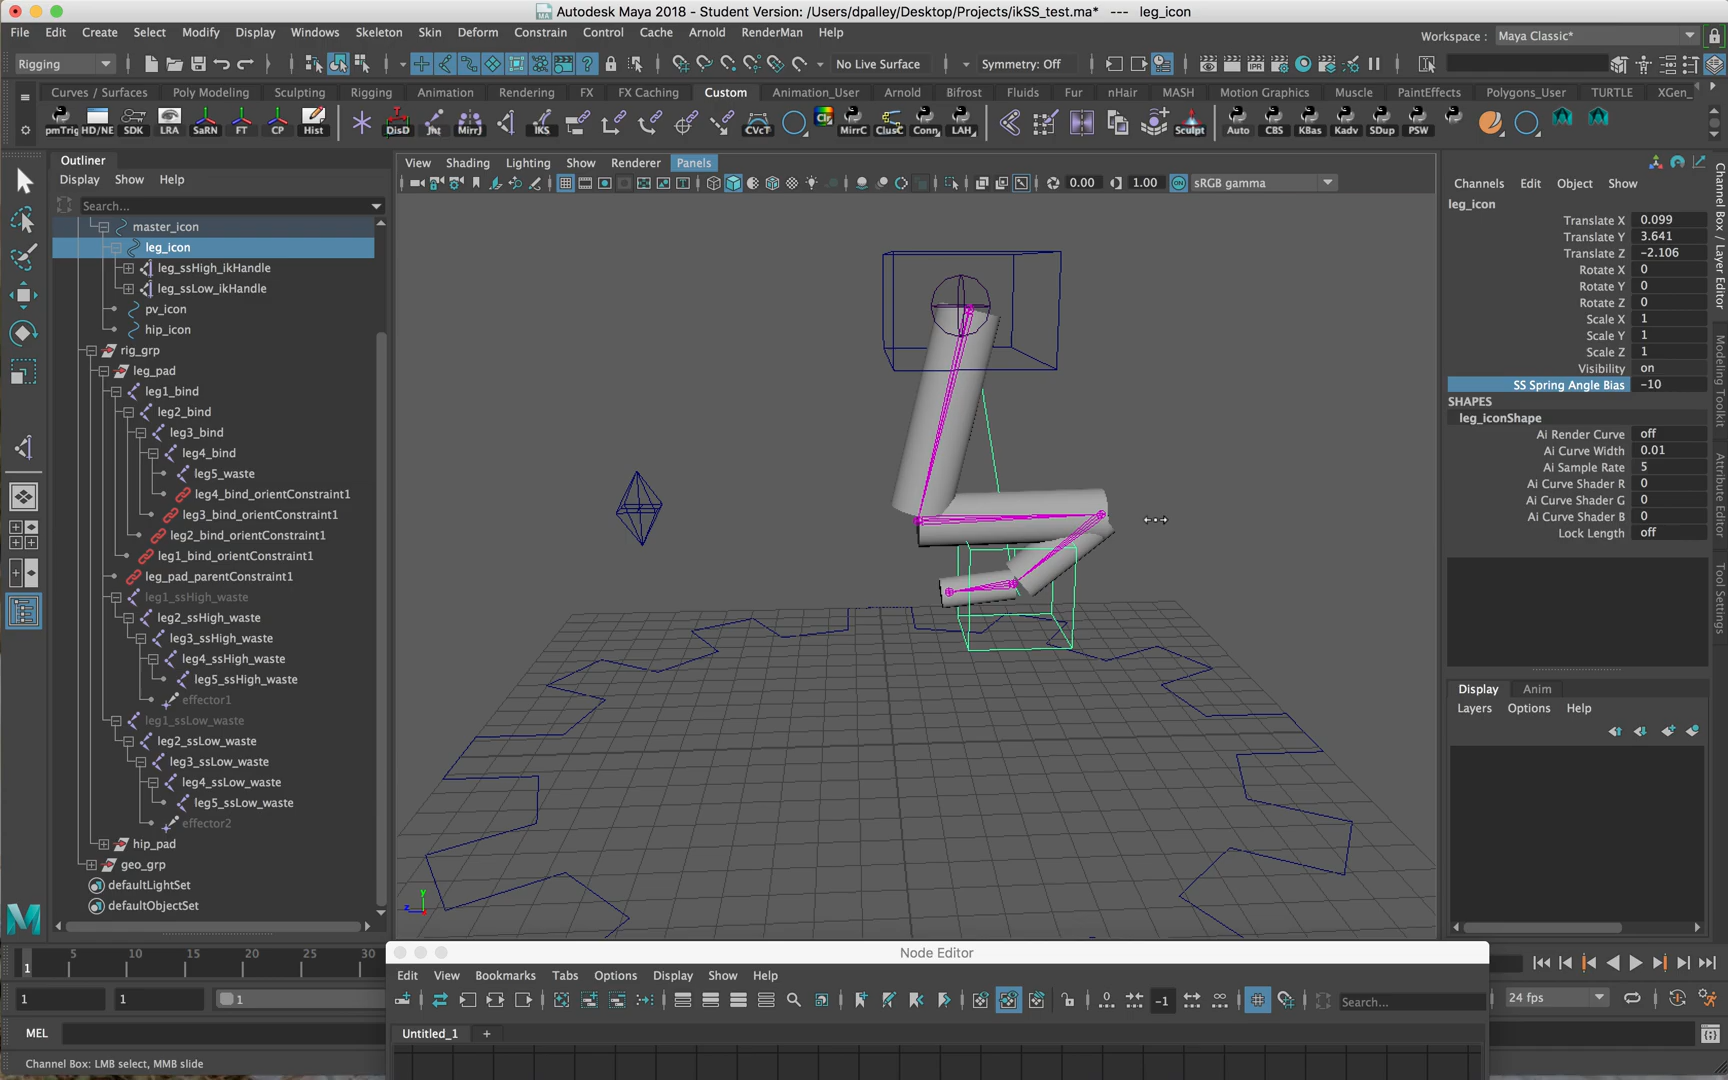 Autodesk Maya 2018 - Student Version: /Users/dpalley/Desktop/Projects/ikSS_test.ma* --- leg_icon
File Edit Create Select Modify Display Windows Skeleton Skin Deform Constrain Control Cache Arnold RenderMan Help
Workspace : Maya Classic*
Rigging
No Live Surface
Symmetry: Off
Curves / Surfaces Poly Modeling Sculpting Rigging Animation Rendering FX FX Caching Custom Animation_User Arnold Bifrost Fluids Fur nHair MASH Motion Graphics Muscle PaintEffects Polygons_User TURTLE XGen_
pmTrig HD/NE SDK LRA SaRN FT CP Hist DisD Jnt MirrJ IKS CVcT MirrC ClusC Conn_ LAH_ Sculpt Auto CBS KBas Kadv SDup PSW
Outliner
Display Show Help
Search...
master_icon
leg_icon
leg_ssHigh_ikHandle
leg_ssLow_ikHandle
pv_icon
hip_icon
rig_grp
leg_pad
leg1_bind
leg2_bind
leg3_bind
leg4_bind
leg5_waste
leg4_bind_orientConstraint1
leg3_bind_orientConstraint1
leg2_bind_orientConstraint1
leg1_bind_orientConstraint1
leg_pad_parentConstraint1
leg1_ssHigh_waste
leg2_ssHigh_waste
leg3_ssHigh_waste
leg4_ssHigh_waste
leg5_ssHigh_waste
effector1
leg1_ssLow_waste
leg2_ssLow_waste
leg3_ssLow_waste
leg4_ssLow_waste
leg5_ssLow_waste
effector2
hip_pad
geo_grp
defaultLightSet
defaultObjectSet
View Shading Lighting Show Renderer Panels
0.00 1.00 sRGB gamma
y
z
Channels Edit Object Show
leg_icon
Translate X 0.099
Translate Y 3.641
Translate Z -2.106
Rotate X 0
Rotate Y 0
Rotate Z 0
Scale X 1
Scale Y 1
Scale Z 1
Visibility on
SS Spring Angle Bias -10
SHAPES
leg_iconShape
Ai Render Curve off
Ai Curve Width 0.01
Ai Sample Rate 5
Ai Curve Shader R 0
Ai Curve Shader G 0
Ai Curve Shader B 0
Lock Length off
Display Anim
Layers Options Help
Channel Box / Layer Editor
Modeling Toolkit
Attribute Editor
Tool Settings
5 10 15 20 25 30
1
1 1 1
24 fps
MEL
Channel Box: LMB select, MMB slide
Node Editor
Edit View Bookmarks Tabs Options Display Show Help
-1
Search...
Untitled_1 +